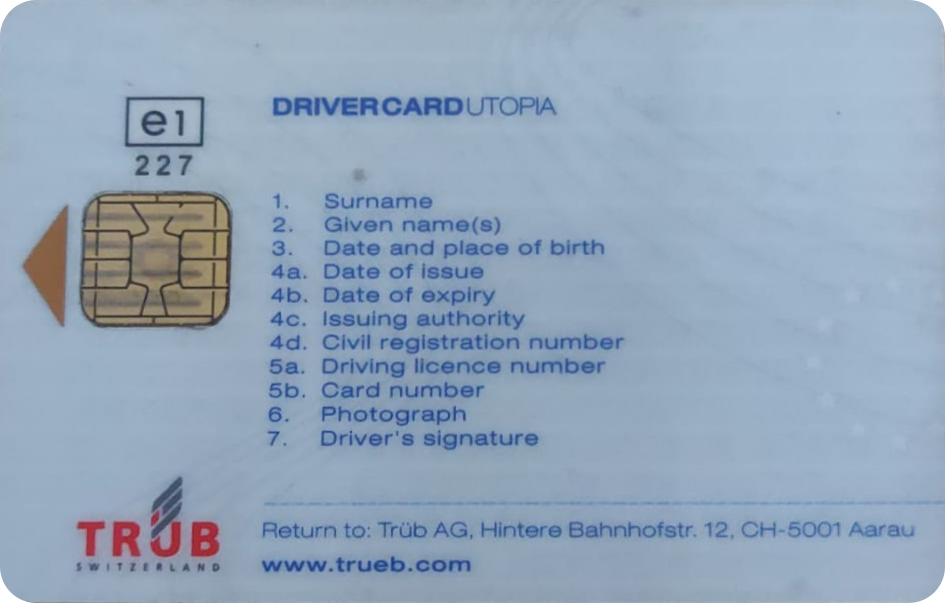 e1
227
DRIVERCARDUTOPIA
1. Surname
2. Given name(s)
3. Date and place of birth
4a. Date of issue
4b. Date of expiry
4c. Issuing authority
4d. Civil registration number
5a. Driving licence number
5b. Card number
6. Photograph
7. Driver's signature
TRÜB
SWITZERLAND
Return to: Trüb AG, Hintere Bahnhofstr. 12, CH-5001 Aarau
www.trueb.com